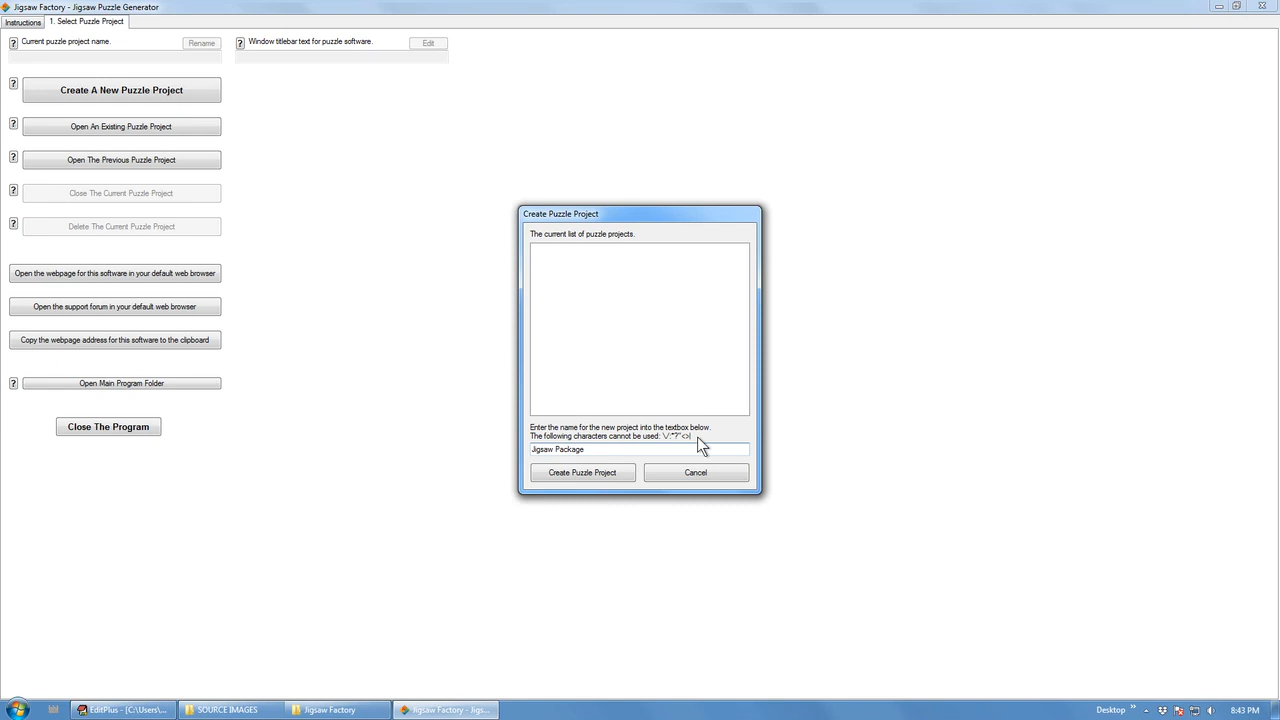 Jigsaw Factory - Jigsaw Puzzle Generator
Instructions
1. Select Puzzle Project
? Current puzzle project name.
Rename
? Window titlebar text for puzzle software.
Edit
? Create A New Puzzle Project
? Open An Existing Puzzle Project
? Open The Previous Puzzle Project
? Close The Current Puzzle Project
? Delete The Current Puzzle Project
Open the webpage for this software in your default web browser
Open the support forum in your default web browser
Copy the webpage address for this software to the clipboard
? Open Main Program Folder
Close The Program
Create Puzzle Project
The current list of puzzle projects.
Enter the name for the new project into the textbox below.
The following characters cannot be used: \/:*?"<>|
Jigsaw Package
Create Puzzle Project
Cancel
EditPlus - [C:\Users\...
SOURCE IMAGES
Jigsaw Factory
Jigsaw Factory - Jigs...
Desktop
8:43 PM